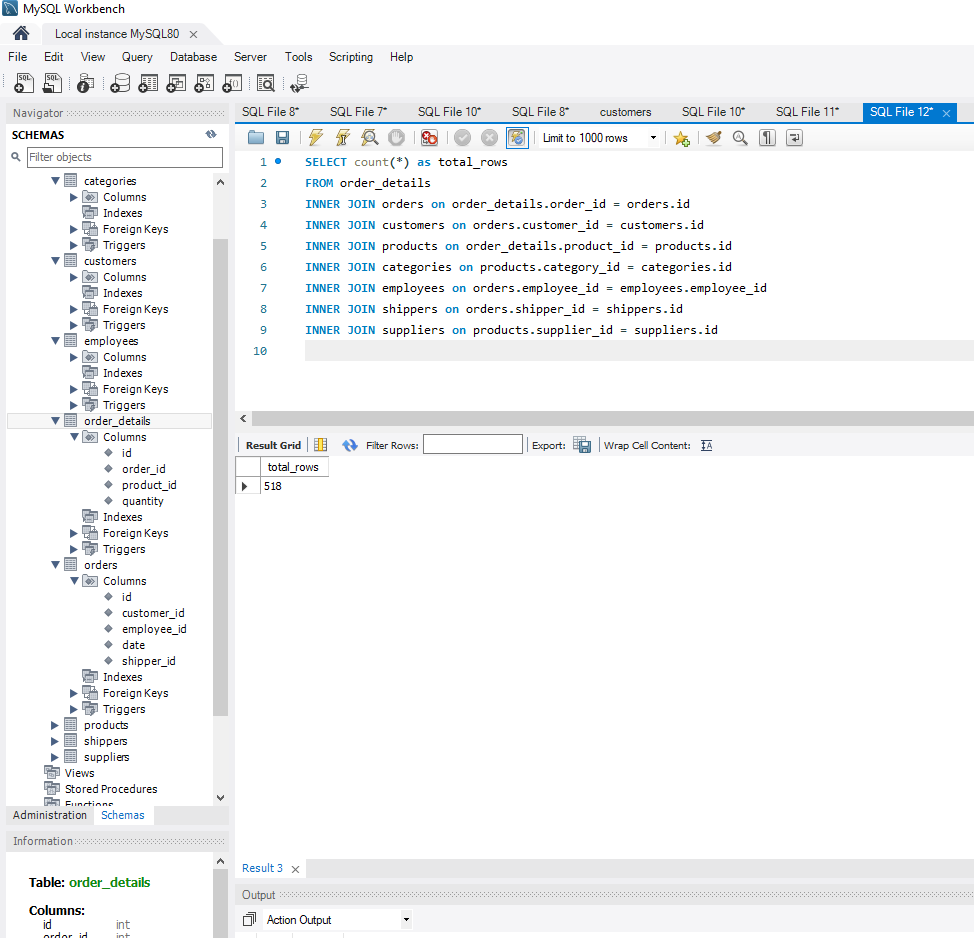 MySQL Workbench
Local instance MySQL80
File Edit View Query Database Server Tools Scripting Help
Navigator
SCHEMAS
Filter objects
categories
Columns
Indexes
Foreign Keys
Triggers
customers
Columns
Indexes
Foreign Keys
Triggers
employees
Columns
Indexes
Foreign Keys
Triggers
order_details
Columns
id
order_id
product_id
quantity
Indexes
Foreign Keys
Triggers
orders
Columns
id
customer_id
employee_id
date
shipper_id
Indexes
Foreign Keys
Triggers
products
shippers
suppliers
Views
Stored Procedures
Functions
Administration Schemas
Information
Table: order_details
Columns:
id int
order_id int
SQL File 8* SQL File 7* SQL File 10* SQL File 8* customers SQL File 10* SQL File 11* SQL File 12*
Limit to 1000 rows
1 SELECT count(*) as total_rows
2 FROM order_details
3 INNER JOIN orders on order_details.order_id = orders.id
4 INNER JOIN customers on orders.customer_id = customers.id
5 INNER JOIN products on order_details.product_id = products.id
6 INNER JOIN categories on products.category_id = categories.id
7 INNER JOIN employees on orders.employee_id = employees.employee_id
8 INNER JOIN shippers on orders.shipper_id = shippers.id
9 INNER JOIN suppliers on products.supplier_id = suppliers.id
10
Result Grid Filter Rows: Export: Wrap Cell Content:
total_rows
518
Result 3
Output
Action Output